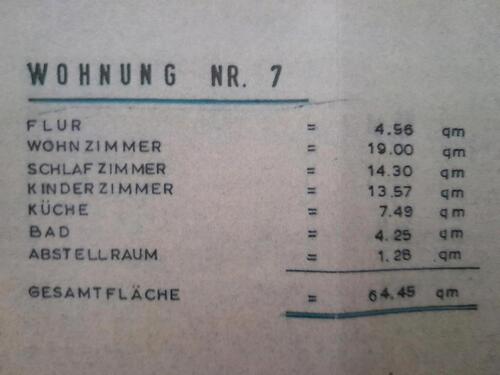 WOHNUNG NR. 7
FLUR = 4.56 qm
WOHNZIMMER = 19.00 qm
SCHLAFZIMMER = 14.30 qm
KINDERZIMMER = 13.57 qm
KÜCHE = 7.49 qm
BAD = 4.25 qm
ABSTELLRAUM = 1.28 qm
GESAMTFLÄCHE = 64.45 qm